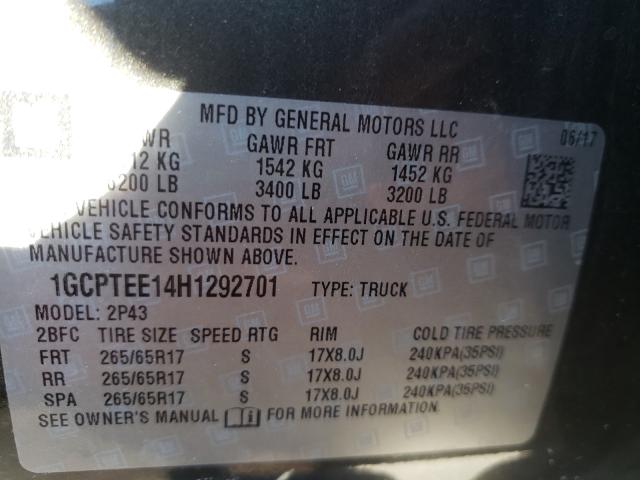 MFD BY GENERAL MOTORS LLC 06/17
GAWR FRT GAWR RR
KG 1542 KG 1452 KG
LB 3400 LB 3200 LB
VEHICLE CONFORMS TO ALL APPLICABLE U.S. FEDERAL MOTOR
VEHICLE SAFETY STANDARDS IN EFFECT ON THE DATE OF
MANUFACTURE SHOWN ABOVE.
1GCPTEE14H1292701 TYPE: TRUCK
MODEL: 2P43
2BFC TIRE SIZE SPEED RTG RIM COLD TIRE PRESSURE
FRT 265/65R17 S 17X8.0J 240KPA(35PSI)
RR 265/65R17 S 17X8.0J 240KPA(35PSI)
SPA 265/65R17 S 17X8.0J 240KPA(35PSI)
SEE OWNER'S MANUAL FOR MORE INFORMATION.